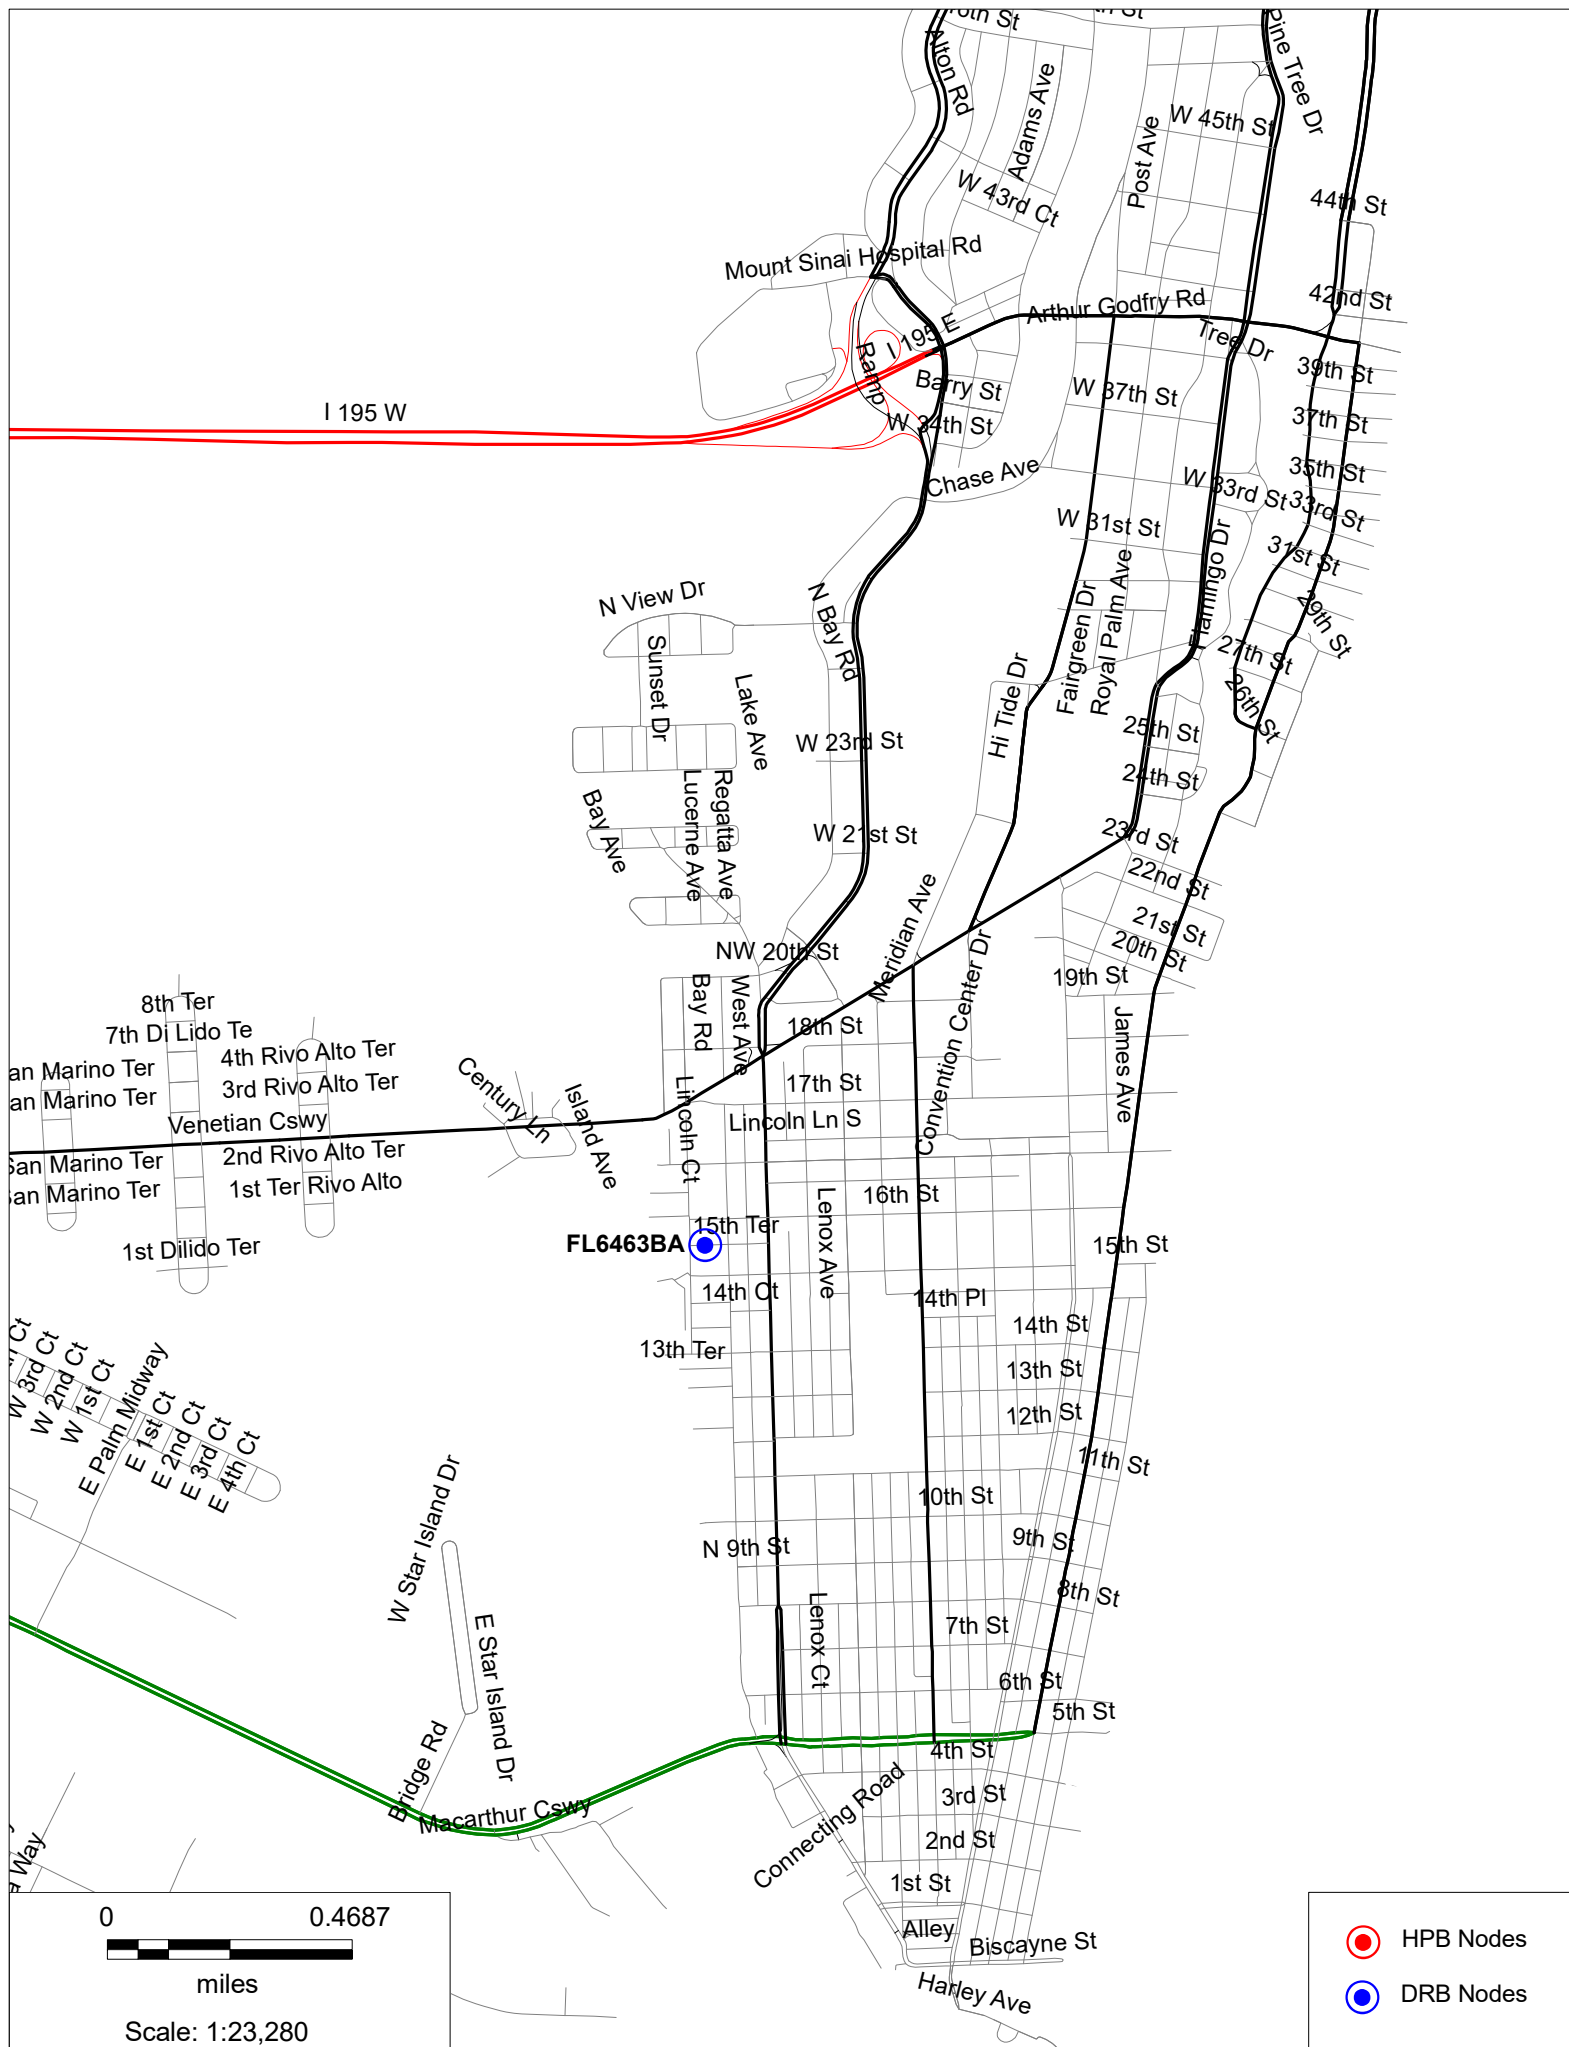 Alton Rd
Pine Tree Dr
Adams Ave
Post Ave
W 45th St
W 43rd Ct
44th St
Mount Sinai Hospital Rd
42nd St
Arthur Godfry Rd
I 195 E
Tree Dr
Ramp
39th St
Barry St
W 37th St
I 195 W
W 34th St
37th St
Chase Ave
35th St
W 33rd St
33rd St
W 31st St
31st St
Flamingo Dr
N View Dr
N Bay Rd
Fairgreen Dr
Royal Palm Ave
29th St
27th St
Sunset Dr
Lake Ave
Hi Tide Dr
26th St
25th St
W 23rd St
24th St
Bay Ave
Lucerne Ave
Regatta Ave
W 21st St
23rd St
22nd St
Meridian Ave
21st St
NW 20th St
20th St
Convention Center Dr
19th St
Bay Rd
West Ave
8th Ter
18th St
James Ave
7th Di Lido Te
4th Rivo Alto Ter
an Marino Ter
3rd Rivo Alto Ter
Century Ln
Island Ave
Lincoln Ct
17th St
an Marino Ter
Venetian Cswy
Lincoln Ln S
San Marino Ter
2nd Rivo Alto Ter
San Marino Ter
1st Ter Rivo Alto
Lenox Ave
16th St
15th Ter
FL6463BA
1st Dilido Ter
15th St
14th Ct
14th Pl
14th St
13th Ter
13th St
Ct
W 3rd Ct
W 2nd Ct
W 1st Ct
E Palm Midway
E 1st Ct
E 2nd Ct
E 3rd Ct
E 4th Ct
12th St
11th St
W Star Island Dr
10th St
N 9th St
9th St
8th St
E Star Island Dr
Lenox Ct
7th St
6th St
5th St
Bridge Rd
4th St
Macarthur Cswy
Connecting Road
3rd St
2nd St
a Way
1st St
Alley
Biscayne St
Harley Ave
0 0.4687
miles
Scale: 1:23,280
HPB Nodes
DRB Nodes